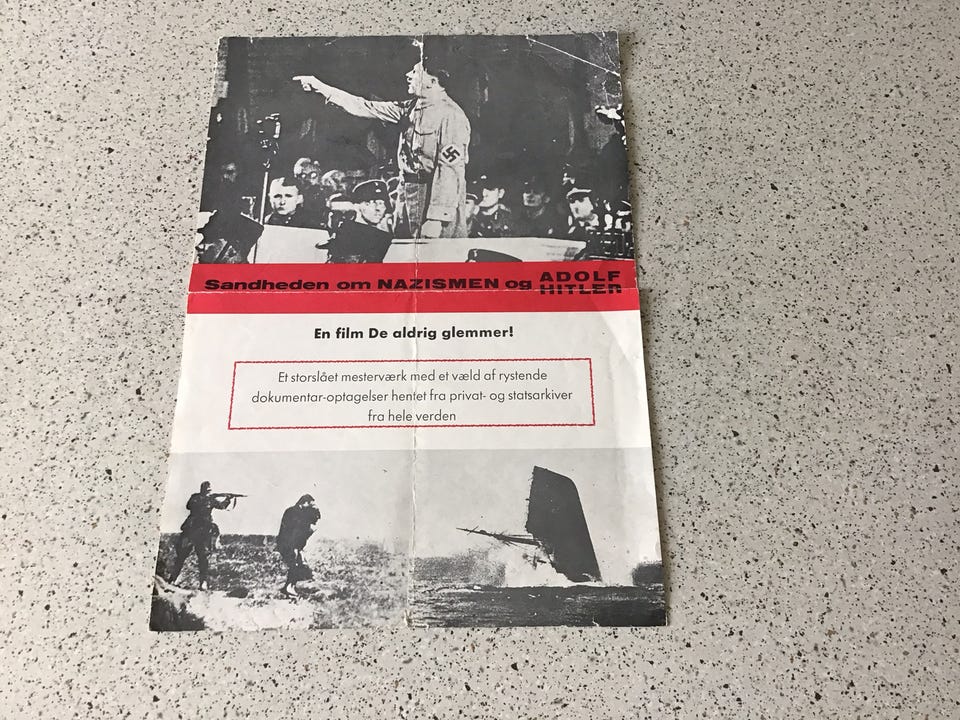 Sandheden om NAZISMEN og ADOLF HITLER
En film De aldrig glemmer!
Et storslået mesterværk med et væld af rystende
dokumentar-optagelser hentet fra privat- og statsarkiver
fra hele verden